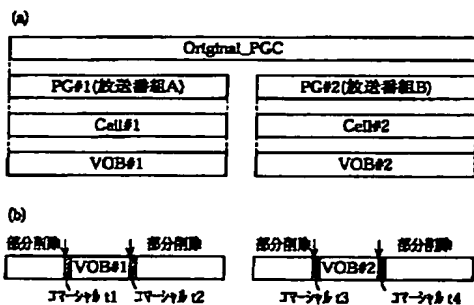 (a)
Original_PGC
PG#1(放送番組A) PG#2(放送番組B)
Cell#1 Cell#2
VOB#1 VOB#2
(b)
部分削除 部分削除 部分削除 部分削除
VOB#1 VOB#2
コマーシャル t1 コマーシャル t2 コマーシャル t3 コマーシャル t4